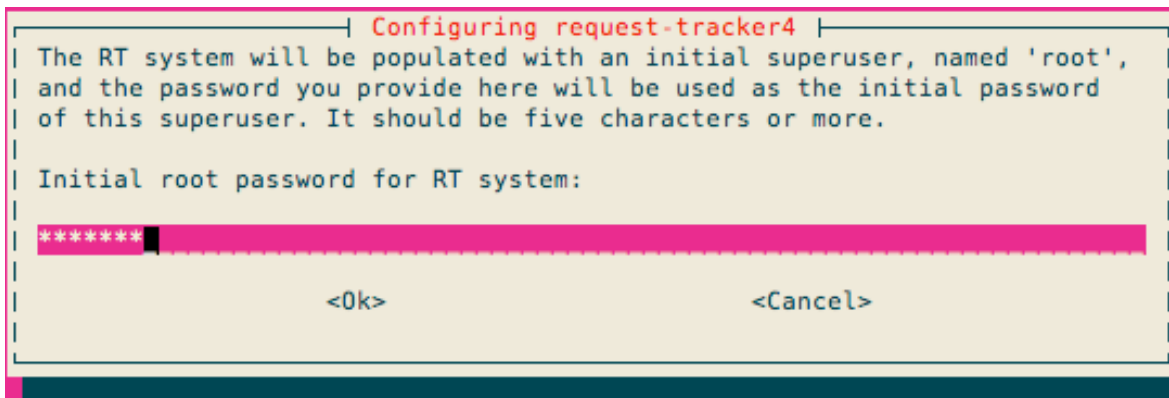 Configuring request-tracker4
The RT system will be populated with an initial superuser, named 'root',
and the password you provide here will be used as the initial password
of this superuser. It should be five characters or more.
Initial root password for RT system:
*******
<Ok> <Cancel>